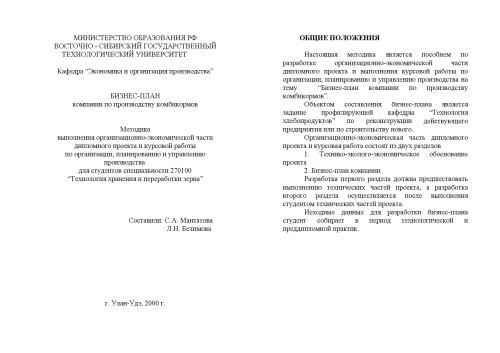 МИНИСТЕРСТВО ОБРАЗОВАНИЯ РФ
ВОСТОЧНО - СИБИРСКИЙ ГОСУДАРСТВЕННЫЙ
ТЕХНОЛОГИЧЕСКИЙ УНИВЕРСИТЕТ
Кафедра “Экономика и организация производства”
БИЗНЕС-ПЛАН
компании по производству комбикормов
Методика
выполнения организационно-экономической части
дипломного проекта и курсовой работы
по организации, планированию и управлению
производства
для студентов специальности 270100
“Технология хранения и переработки зерна”
Составили: С.А. Мантатова
Л.Н. Белимова
г. Улан-Удэ, 2000 г.
ОБЩИЕ ПОЛОЖЕНИЯ
Настоящая методика является пособием по
разработке организационно-экономической части
дипломного проекта и выполнения курсовой работы по
организации, планированию и управлению производства на
тему “Бизнес-план компании по производству
комбикормов”.
Объектом составления бизнес-плана является
задание профилирующей кафедры “Технология
хлебопродуктов” по реконструкции действующего
предприятия или по строительству нового.
Организационно-экономическая часть дипломного
проекта и курсовая работа состоят из двух разделов
1. Технико-эколого-экономическое обоснование
проекта
2. Бизнес-план компании
Разработка первого раздела должна предшествовать
выполнению технических частей проекта, а разработка
второго раздела осуществляется после выполнения
студентом технических частей проекта.
Исходные данные для разработки бизнес-плана
студент собирает в период технологической и
преддипломной практик.